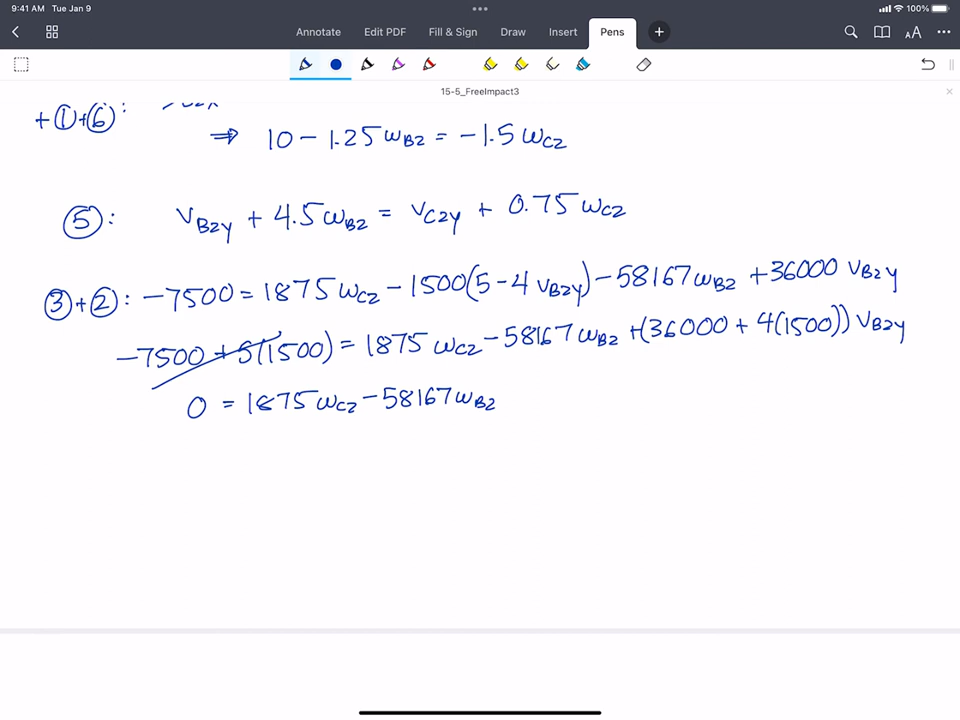 9:41 AM Tue Jan 9
100%
Annotate Edit PDF Fill & Sign Draw Insert Pens
15-5_FreeImpact3
+①+⑥:
⇒ 10 - 1.25 ω_B2 = -1.5 ω_C2
⑤: V_B2y + 4.5 ω_B2 = V_C2y + 0.75 ω_C2
③+②: -7500 = 1875 ω_C2 - 1500(5 - 4 V_B2y) - 58167 ω_B2 + 36000 V_B2y
-7500 + 5(1500) = 1875 ω_C2 - 58167 ω_B2 + (36000 + 4(1500)) V_B2y
0 = 1875 ω_C2 - 58167 ω_B2